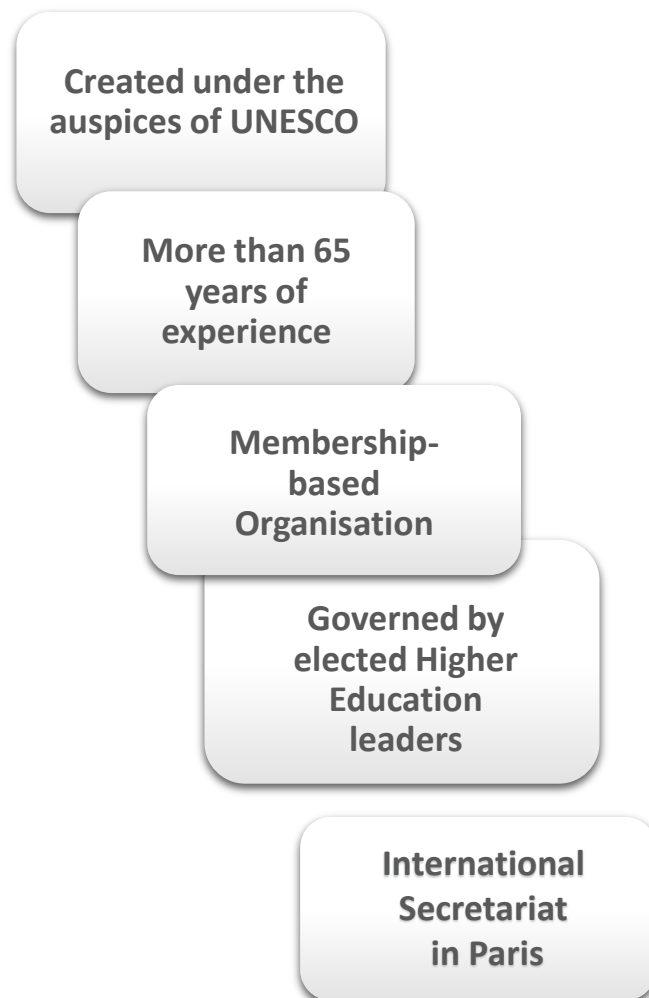 Created under the
auspices of UNESCO
More than 65
years of
experience
Membership-
based
Organisation
Governed by
elected Higher
Education
leaders
International
Secretariat
in Paris